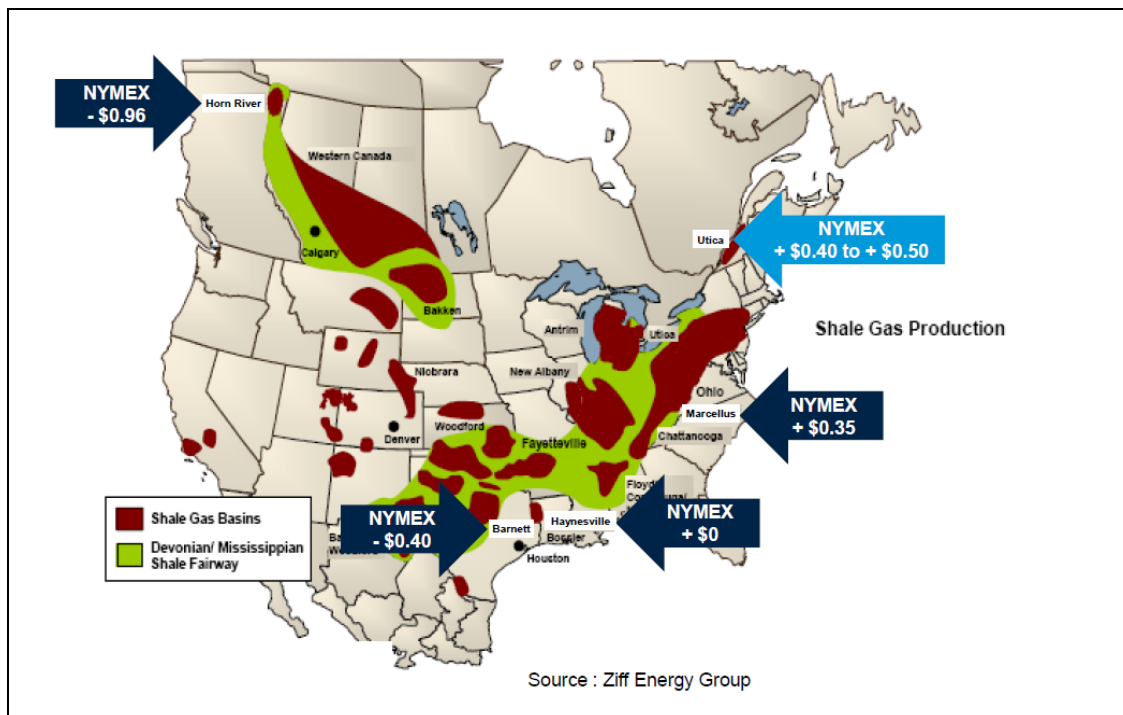 NYMEX
- $0.96
Horn River
Western Canada
Calgary
Bakken
Utica
NYMEX
+ $0.40 to + $0.50
Antrim
Utica
Shale Gas Production
Niobrara
New Albany
Ohio
Marcellus
NYMEX
+ $0.35
Denver
Woodford
Fayetteville
Chattanooga
Floyd
Shale Gas Basins
Devonian/ Mississippian
Shale Fairway
NYMEX
- $0.40
Barnett
Haynesville
NYMEX
+ $0
Bossier
Houston
Source : Ziff Energy Group